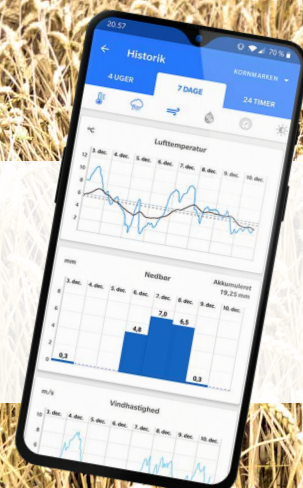 20.57
70 %
Historik
KORNMARKEN
4 UGER
7 DAGE
24 TIMER
°C
Lufttemperatur
3. dec. 4. dec. 5. dec. 6. dec. 7. dec. 8. dec. 9. dec. 10. dec.
12
10
8
6
4
2
mm
Nedbør
Akkumuleret
19,25 mm
3. dec. 4. dec. 5. dec. 6. dec. 7. dec. 8. dec. 9. dec. 10. dec.
8
6
4
2
0
0,3
4,8
7,0
6,5
0,3
m/s
Vindhastighed
3. dec. 4. dec. 5. dec. 6. dec. 7. dec. 8. dec. 9. dec. 10. dec.
10
8
6